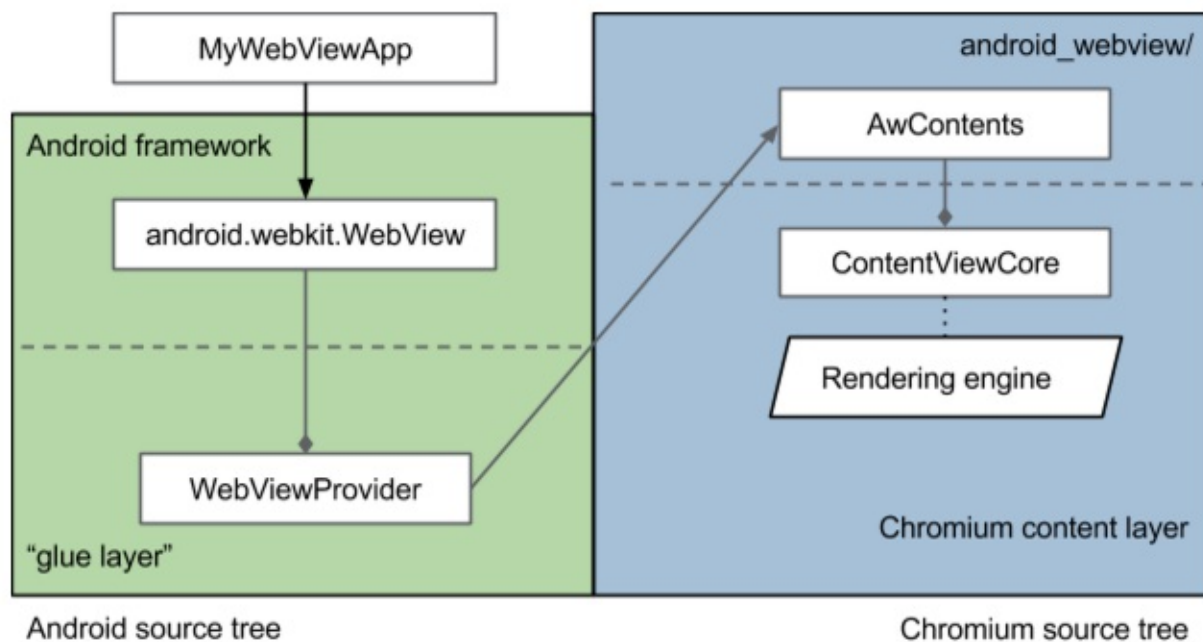 MyWebViewApp
Android framework
android.webkit.WebView
WebViewProvider
“glue layer”
Android source tree
android_webview/
AwContents
ContentViewCore
Rendering engine
Chromium content layer
Chromium source tree